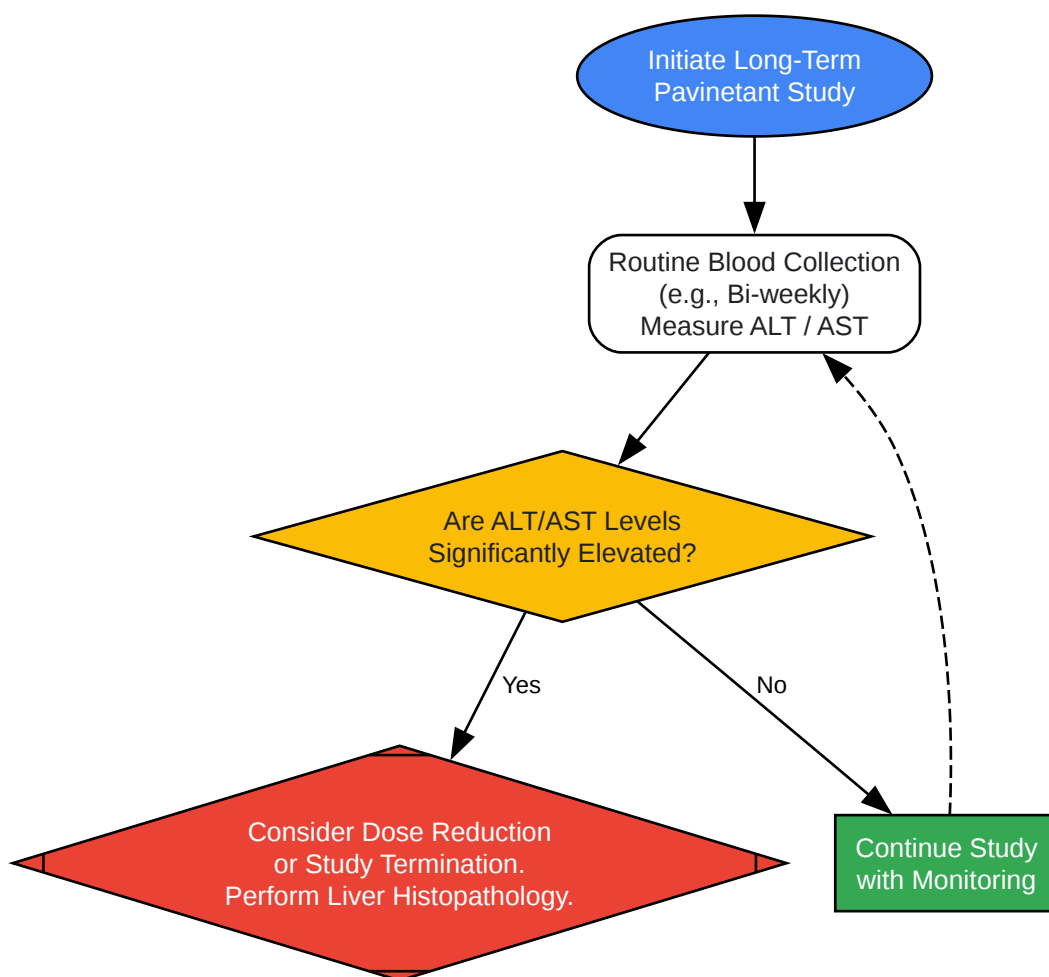 Initiate Long-Term
Pavinetant Study
Routine Blood Collection
(e.g., Bi-weekly)
Measure ALT / AST
Are ALT/AST Levels
Significantly Elevated?
Yes
No
Consider Dose Reduction
or Study Termination.
Perform Liver Histopathology.
Continue Study
with Monitoring